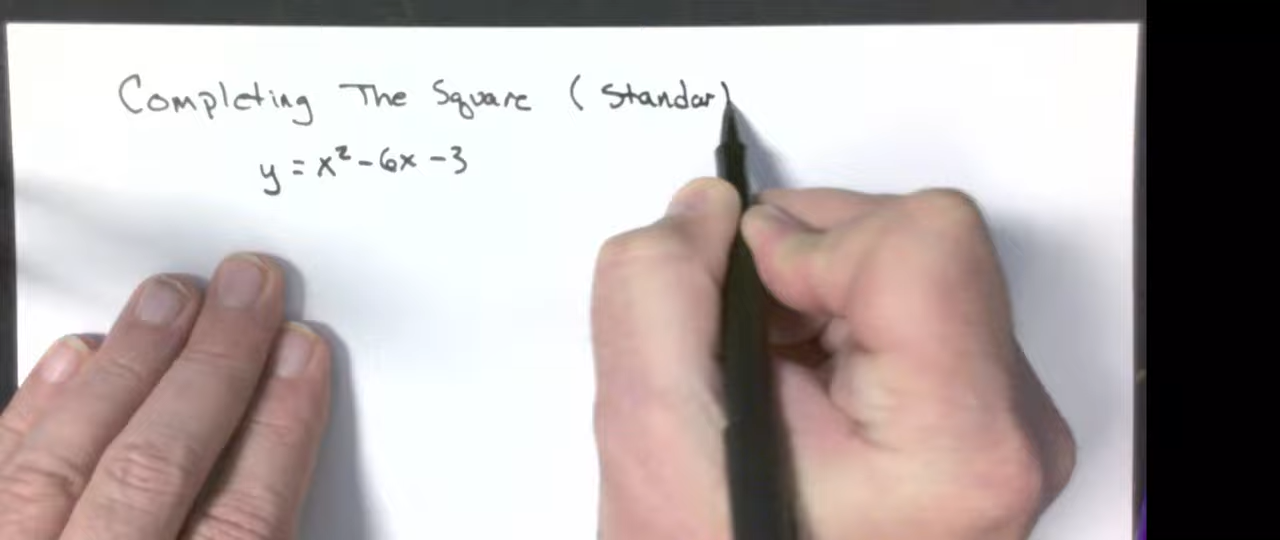 Completing The Square (Standar
y = x² - 6x - 3